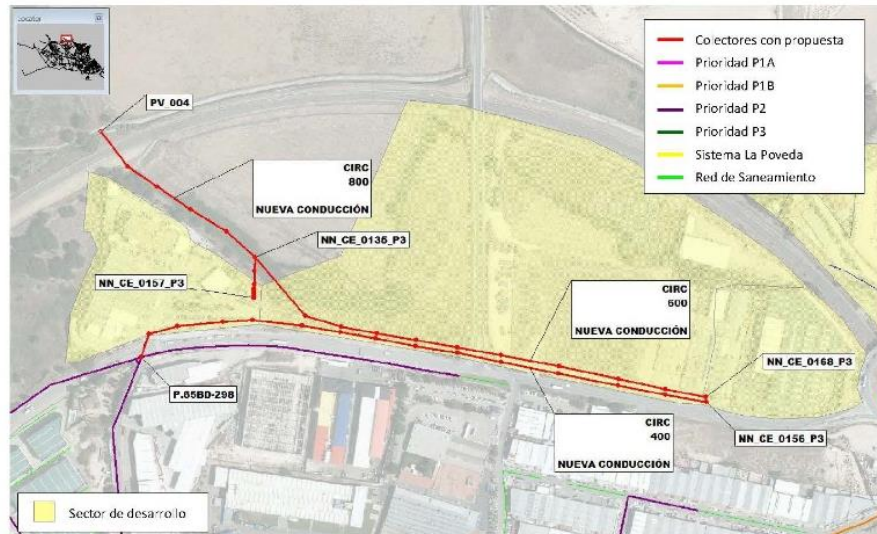 Locator
PV_004
CIRC
800
NUEVA CONDUCCIÓN
NN_CE_0135_P3
NN_CE_0157_P3
CIRC
600
NUEVA CONDUCCIÓN
NN_CE_0168_P3
P.65BD-298
CIRC
400
NUEVA CONDUCCIÓN
NN_CE_0156_P3
Colectores con propuesta
Prioridad P1A
Prioridad P1B
Prioridad P2
Prioridad P3
Sistema La Poveda
Red de Saneamiento
Sector de desarrollo